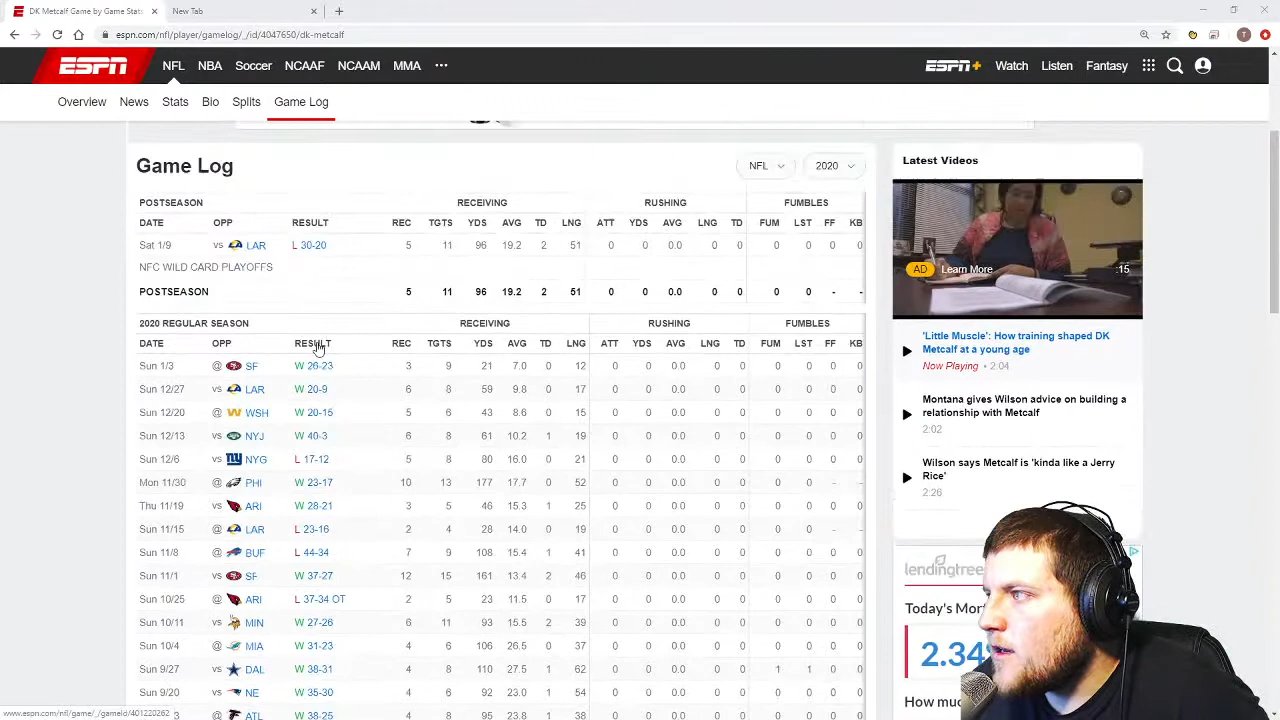 DK Metcalf Game by Game Stats
New Tab
espn.com/nfl/player/gamelog/_/id/4047650/dk-metcalf
T
ESPN NFL NBA Soccer NCAAF NCAAM MMA ESPN+ Watch Listen Fantasy
Overview News Stats Bio Splits Game Log
Game Log NFL 2020
POSTSEASON RECEIVING RUSHING FUMBLES
DATE OPP RESULT REC TGTS YDS AVG TD LNG ATT YDS AVG LNG TD FUM LST FF KB
Sat 1/9 vs LAR L 30-20 5 11 96 19.2 2 51 0 0 0.0 0 0 0 0 0 0
NFC WILD CARD PLAYOFFS
POSTSEASON 5 11 96 19.2 2 51 0 0 0.0 0 0 0 0 - -
2020 REGULAR SEASON RECEIVING RUSHING FUMBLES
DATE OPP RESULT REC TGTS YDS AVG TD LNG ATT YDS AVG LNG TD FUM LST FF KB
Sun 1/3 @ SF W 26-23 3 9 21 7.0 0 12 0 0 0.0 0 0 0 0 0 0
Sun 12/27 vs LAR W 20-9 6 8 59 9.8 0 17 0 0 0.0 0 0 0 0 0 0
Sun 12/20 @ WSH W 20-15 5 6 43 8.6 0 15 0 0 0.0 0 0 0 0 0 0
Sun 12/13 vs NYJ W 40-3 6 8 61 10.2 1 19 0 0 0.0 0 0 0 0 0 0
Sun 12/6 vs NYG L 17-12 5 8 80 16.0 0 21 0 0 0.0 0 0 0 0 0 0
Mon 11/30 @ PHI W 23-17 10 13 177 17.7 0 52 0 0 0.0 0 0 0 0 - -
Thu 11/19 vs ARI W 28-21 3 5 46 15.3 1 25 0 0 0.0 0 0 0 0 0 0
Sun 11/15 @ LAR L 23-16 2 4 28 14.0 0 19 0 0 0.0 0 0 0 0 - -
Sun 11/8 @ BUF L 44-34 7 9 108 15.4 1 41 0 0 0.0 0 0 0 0 0 0
Sun 11/1 vs SF W 37-27 12 15 161 13.4 2 46 0 0 0.0 0 0 0 0 0 0
Sun 10/25 @ ARI L 37-34 OT 2 5 23 11.5 0 17 0 0 0.0 0 0 0 0 0 0
Sun 10/11 vs MIN W 27-26 6 11 93 15.5 2 39 0 0 0.0 0 0 0 0 0 0
Sun 10/4 @ MIA W 31-23 4 6 106 26.5 0 37 0 0 0.0 0 0 0 0 0 0
Sun 9/27 vs DAL W 38-31 4 8 110 27.5 1 62 0 0 0.0 0 0 1 1 0 0
Sun 9/20 vs NE W 35-30 4 6 92 23.0 1 54 0 0 0.0 0 0 0 0 0 0
3 @ ATL W 38-25 4 8 95 23.8 1 38 0 0 0.0 0 0 0 0 0 0
www.espn.com/nfl/game/_/gameId/401220262
Latest Videos
AD Learn More :15
'Little Muscle': How training shaped DK
Metcalf at a young age
Now Playing • 2:04
Montana gives Wilson advice on building a
relationship with Metcalf
2:02
Wilson says Metcalf is 'kinda like a Jerry
Rice'
2:26
lendingtree
Today's Mor
2.34
How muc